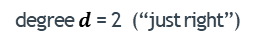 degree d = 2 (“just right”)